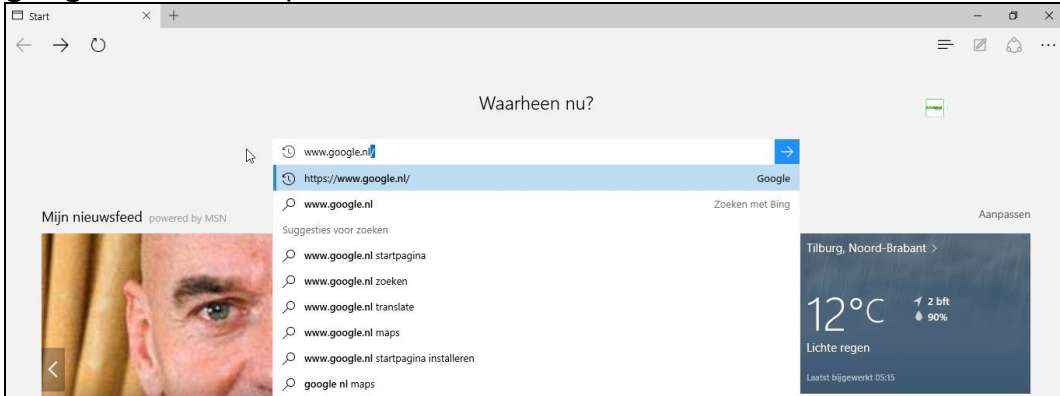 Start
Waarheen nu?
www.google.nl/
https://www.google.nl/ Google
www.google.nl Zoeken met Bing
Mijn nieuwsfeed powered by MSN
Aanpassen
Suggesties voor zoeken
www.google.nl startpagina
www.google.nl zoeken
www.google.nl translate
www.google.nl maps
www.google.nl startpagina installeren
google nl maps
Tilburg, Noord-Brabant >
12°C
2 bft
90%
Lichte regen
Laatst bijgewerkt 05:15